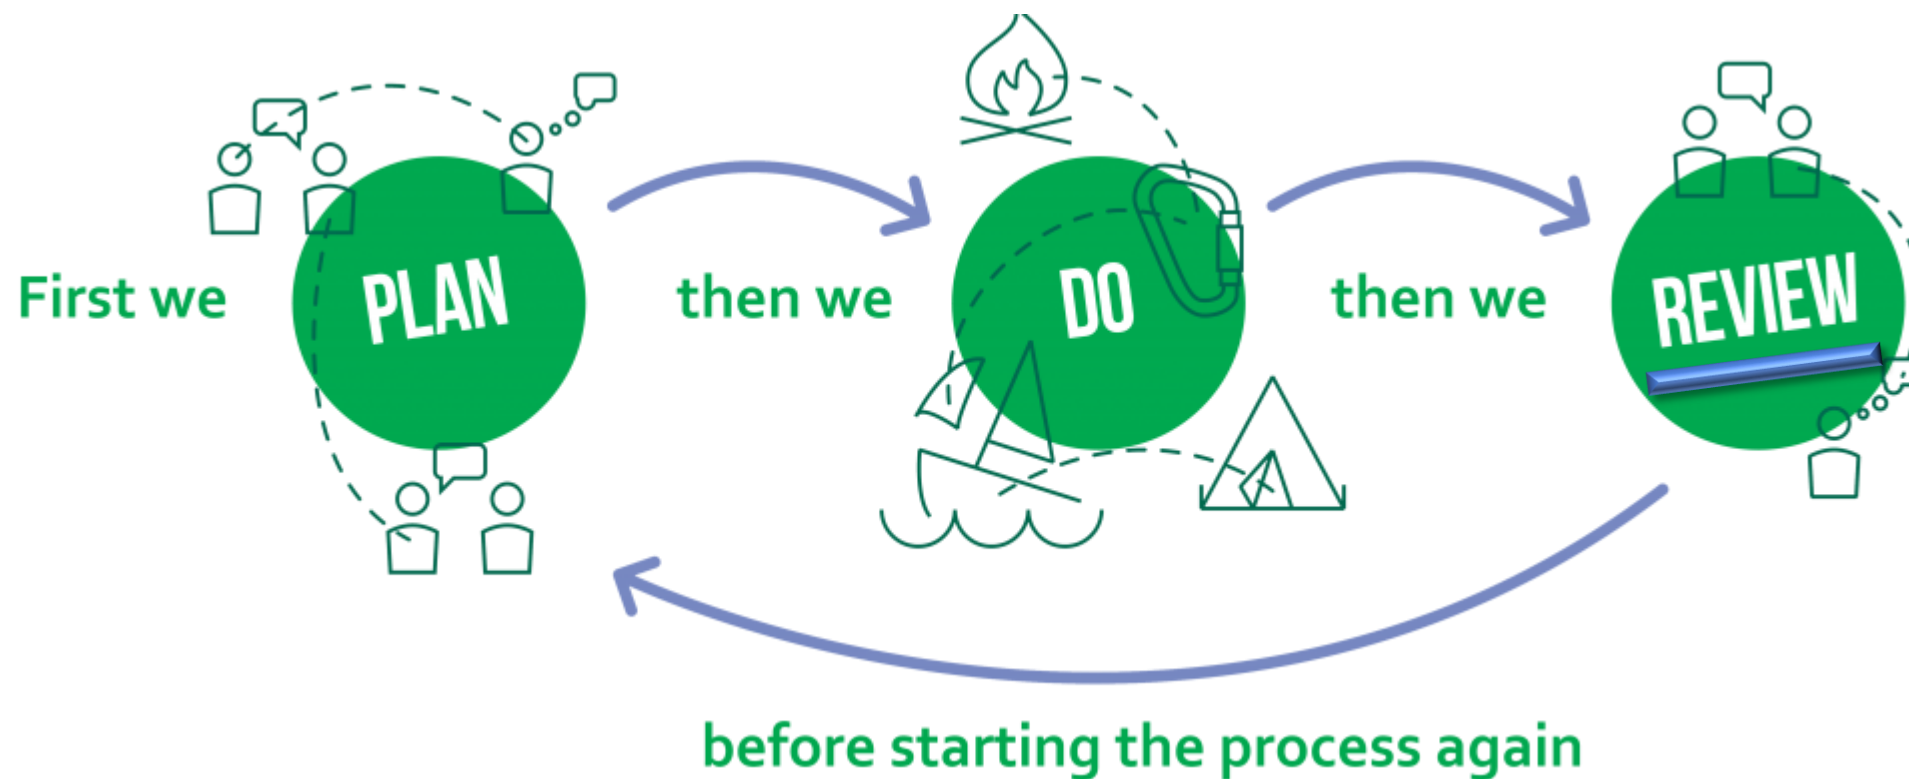 First we PLAN then we DO then we REVIEW
before starting the process again